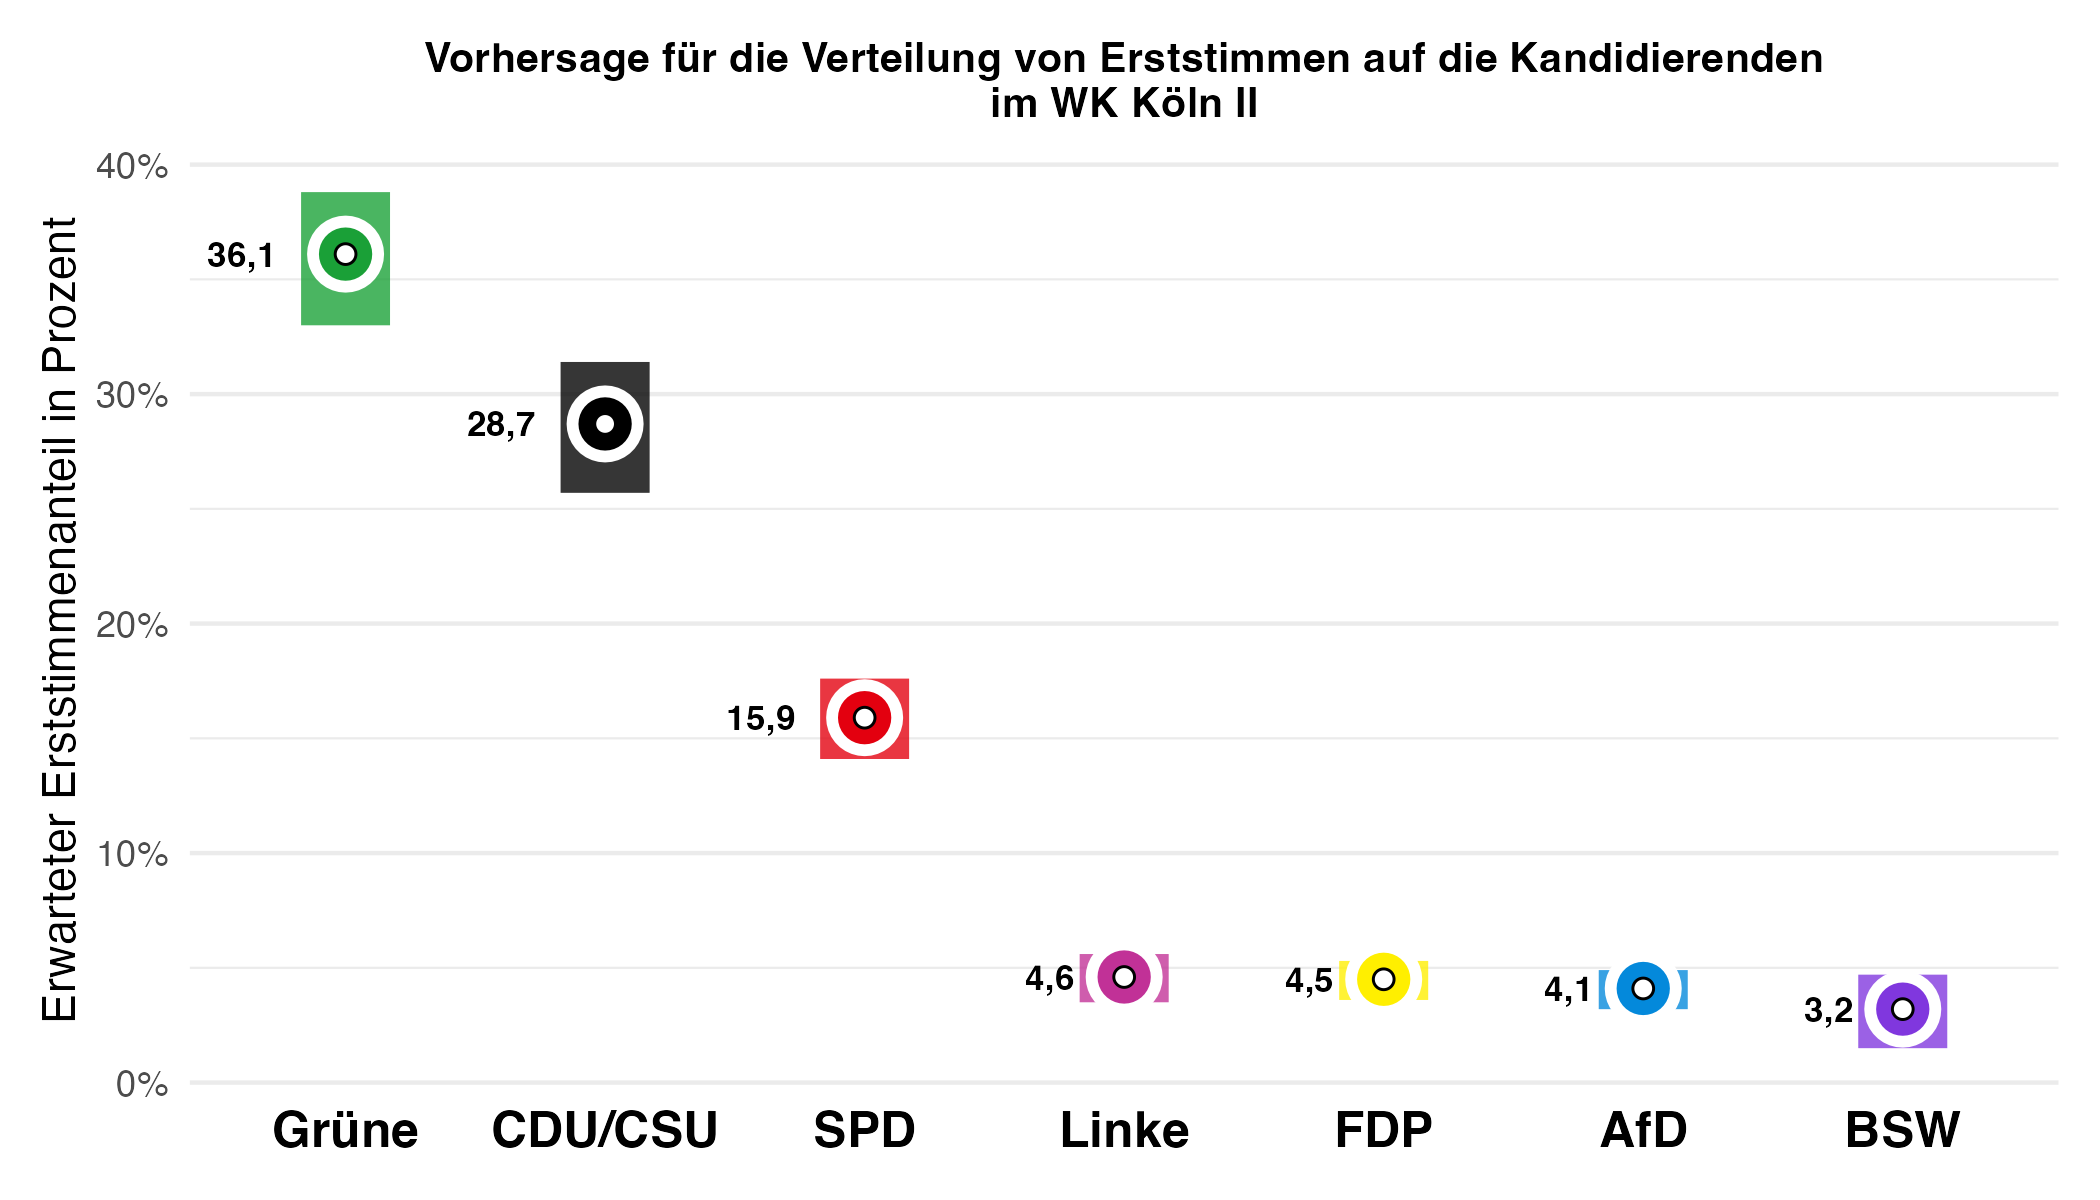 Vorhersage für die Verteilung von Erststimmen auf die Kandidierenden
im WK Köln II
Erwarteter Erststimmenanteil in Prozent
40%
30%
20%
10%
0%
36,1
28,7
15,9
4,6
4,5
4,1
3,2
Grüne
CDU/CSU
SPD
Linke
FDP
AfD
BSW